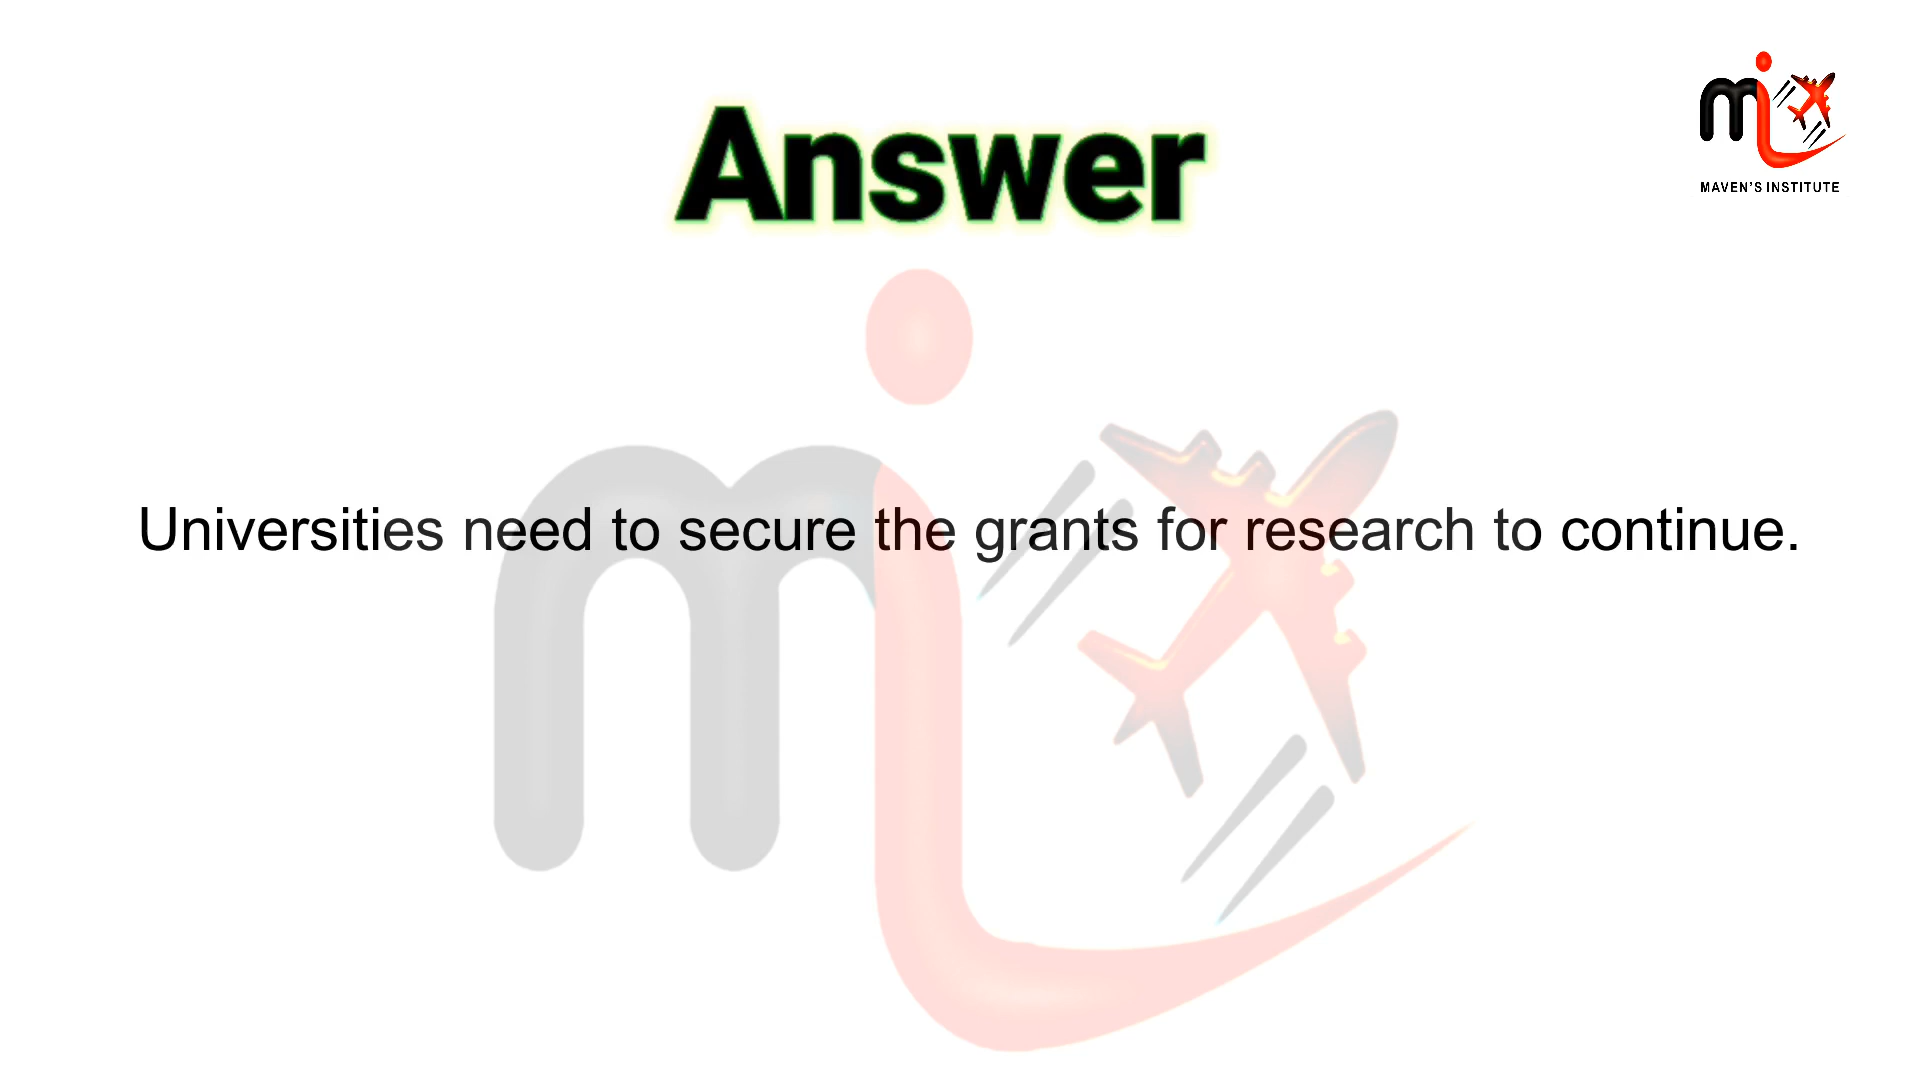 Answer
MAVEN'S INSTITUTE
Universities need to secure the grants for research to continue.